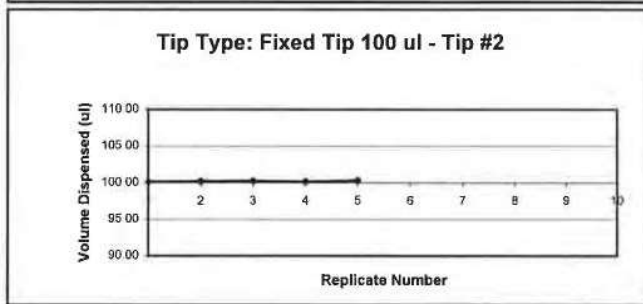 Tip Type: Fixed Tip 100 ul - Tip #2
Volume Dispensed (ul)
110 00
105 00
100 00
95 00
90 00
2 3 4 5 6 7 8 9 10
Replicate Number